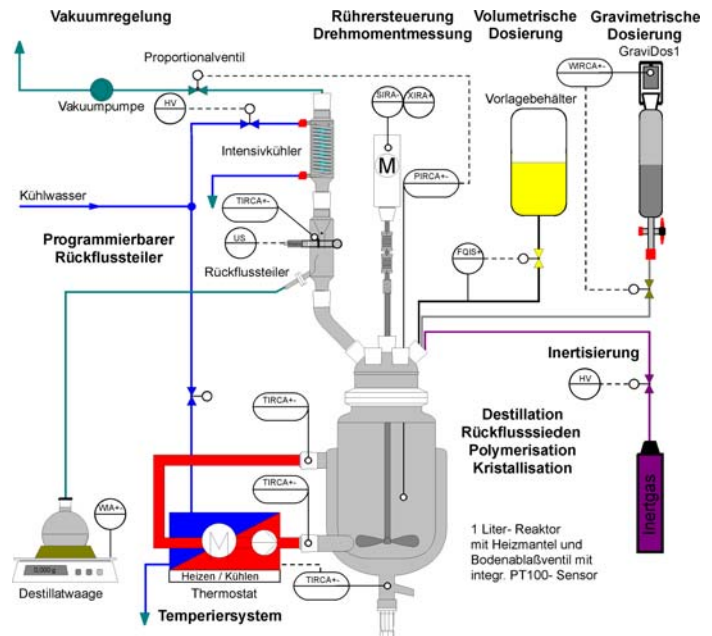 Vakuumregelung
Rührersteuerung
Drehmomentmessung
Volumetrische
Dosierung
Gravimetrische
Dosierung
GraviDos1
Proportionalventil
WIRCA+-
Vakuumpumpe
HV
SIRA-
XIRA+
Vorlagebehälter
Intensivkühler
M
PIRCA+-
Kühlwasser
TIRCA+-
Programmierbarer
Rückflussteiler
US
FQIS+
Rückflussteiler
Inertisierung
HV
TIRCA+-
Destillation
Rückflusssieden
Polymerisation
Kristallisation
TIRCA+-
Inertgas
WIA+-
M
1 Liter- Reaktor
mit Heizmantel und
Bodenablaßventil mit
integr. PT100- Sensor
0,000 g
Heizen / Kühlen
TIRCA+-
Destillatwaage
Thermostat
Temperiersystem